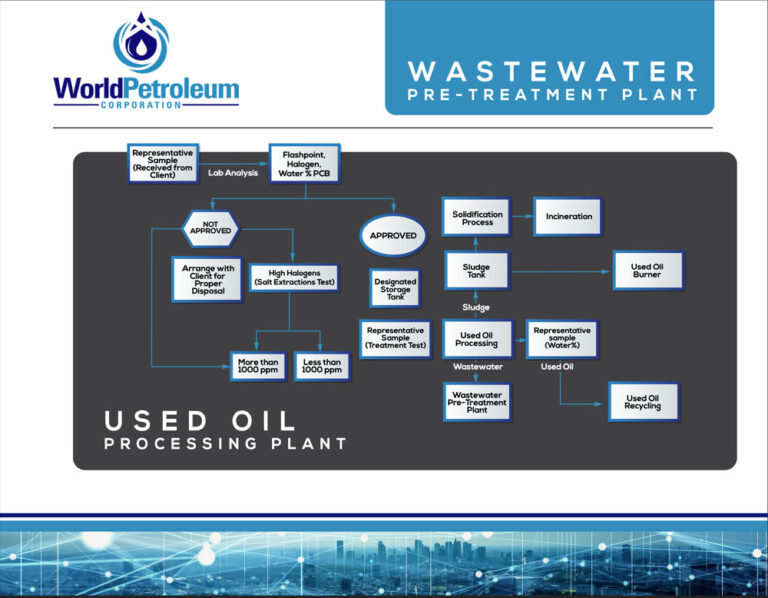 WorldPetroleum
CORPORATION
WASTEWATER
PRE-TREATMENT PLANT
Representative
Sample
(Received from
Client)
Lab Analysis
Flashpoint,
Halogen,
Water % PCB
NOT
APPROVED
APPROVED
Arrange with
Client for
Proper
Disposal
High Halogens
(Salt Extractions Test)
Designated
Storage
Tank
Representative
Sample
(Treatment Test)
More than
1000 ppm
Less than
1000 ppm
Solidification
Process
Incineration
Sludge
Tank
Used Oil
Burner
Sludge
Used Oil
Processing
Representative
sample
(Water%)
Wastewater
Used Oil
Wastewater
Pre-Treatment
Plant
Used Oil
Recycling
USED OIL
PROCESSING PLANT